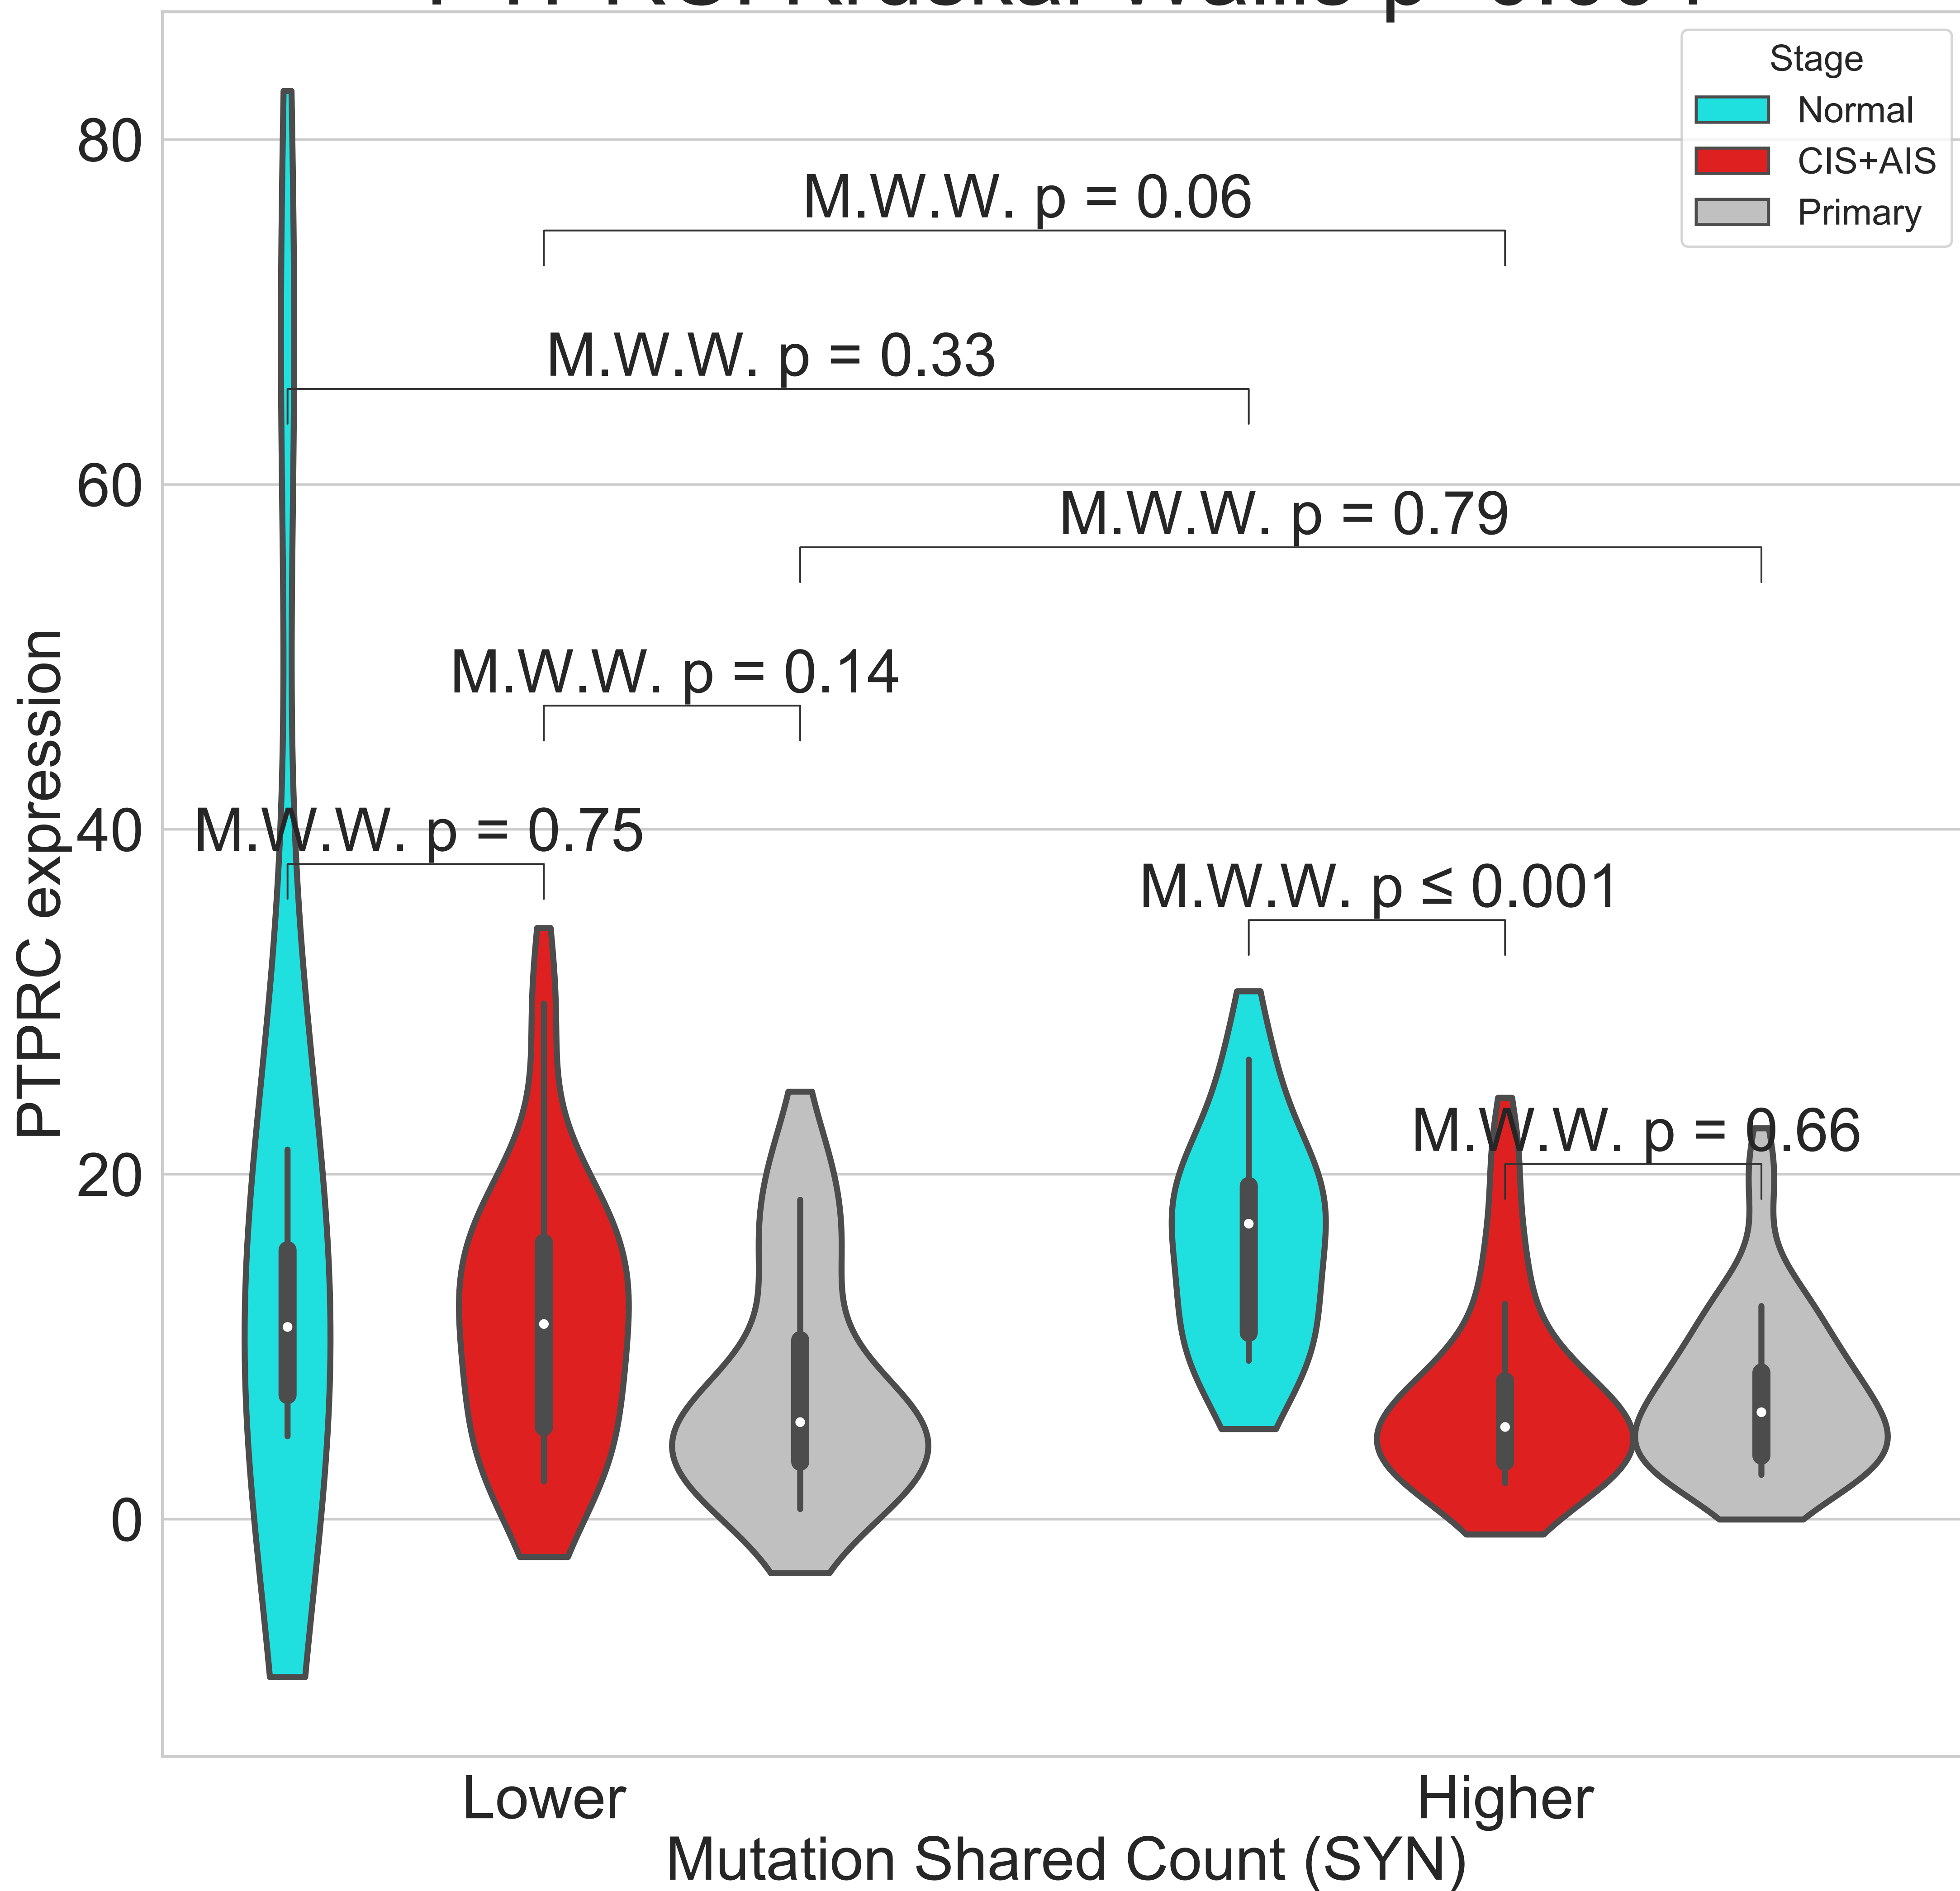 Stage
Normal
CIS+AIS
Primary
80
60
40
20
0
PTPRC expression
M.W.W. p = 0.06
M.W.W. p = 0.33
M.W.W. p = 0.79
M.W.W. p = 0.14
M.W.W. p = 0.75
M.W.W. p ≤ 0.001
M.W.W. p = 0.66
Lower
Higher
Mutation Shared Count (SYN)